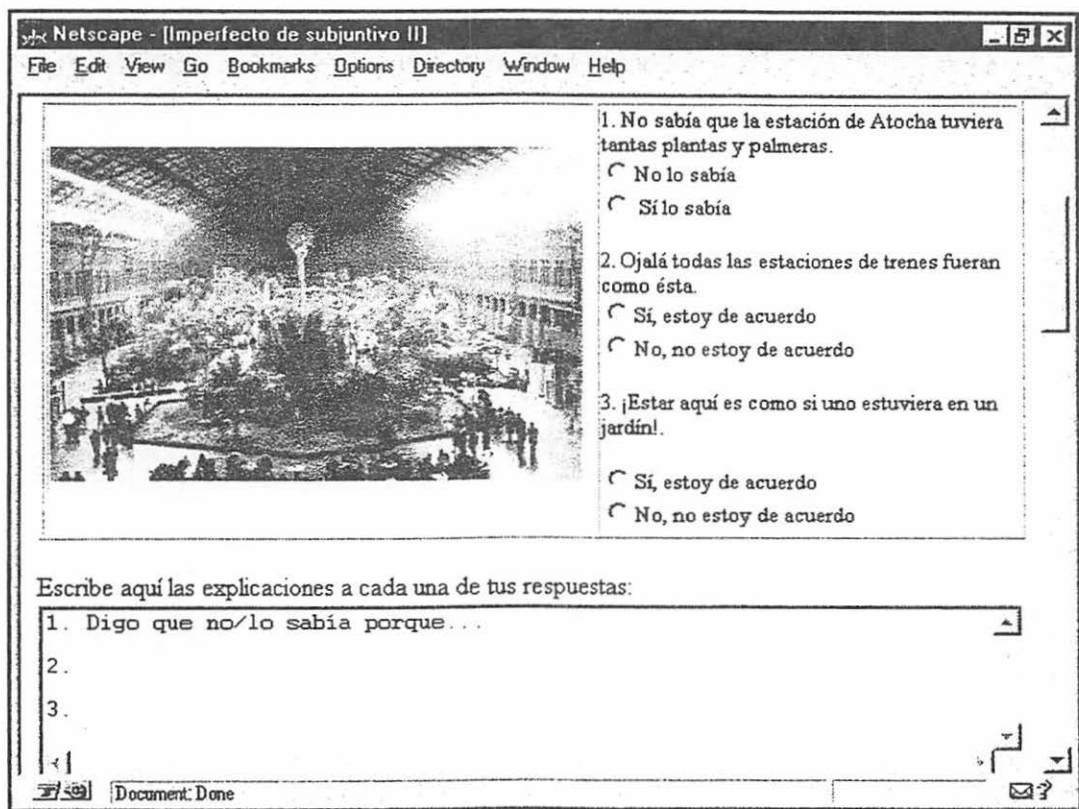 Netscape - [Imperfecto de subjuntivo II]
File Edit View Go Bookmarks Options Directory Window Help
1. No sabía que la estación de Atocha tuviera
tantas plantas y palmeras.
No lo sabía
Sí lo sabía
2. Ojalá todas las estaciones de trenes fueran
como ésta.
Sí, estoy de acuerdo
No, no estoy de acuerdo
3. ¡Estar aquí es como si uno estuviera en un
jardín!.
Sí, estoy de acuerdo
No, no estoy de acuerdo
Escribe aquí las explicaciones a cada una de tus respuestas:
1. Digo que no/lo sabía porque...
2.
3.
Document: Done